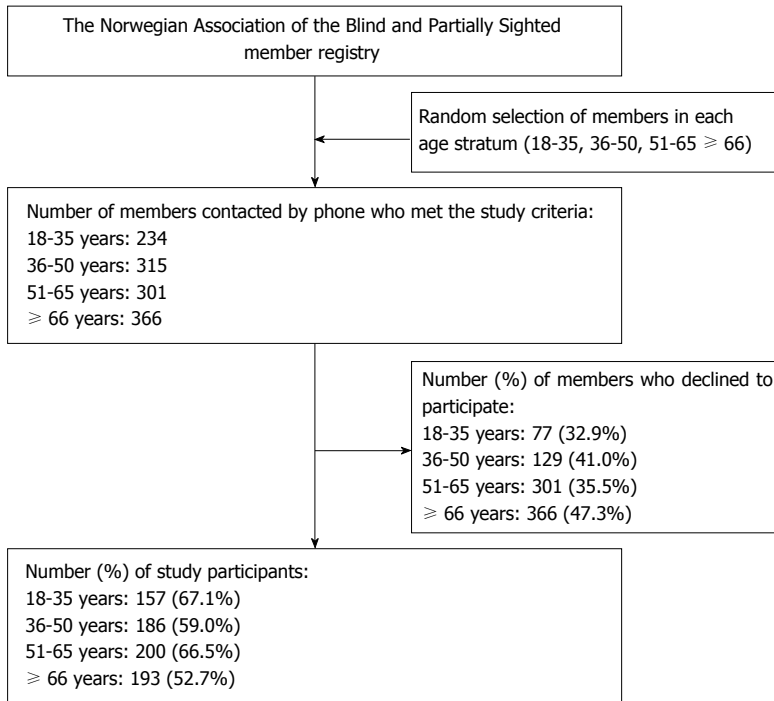 The Norwegian Association of the Blind and Partially Sighted
member registry
Random selection of members in each
age stratum (18-35, 36-50, 51-65 ⩾ 66)
Number of members contacted by phone who met the study criteria:
18-35 years: 234
36-50 years: 315
51-65 years: 301
⩾ 66 years: 366
Number (%) of members who declined to
participate:
18-35 years: 77 (32.9%)
36-50 years: 129 (41.0%)
51-65 years: 301 (35.5%)
⩾ 66 years: 366 (47.3%)
Number (%) of study participants:
18-35 years: 157 (67.1%)
36-50 years: 186 (59.0%)
51-65 years: 200 (66.5%)
⩾ 66 years: 193 (52.7%)